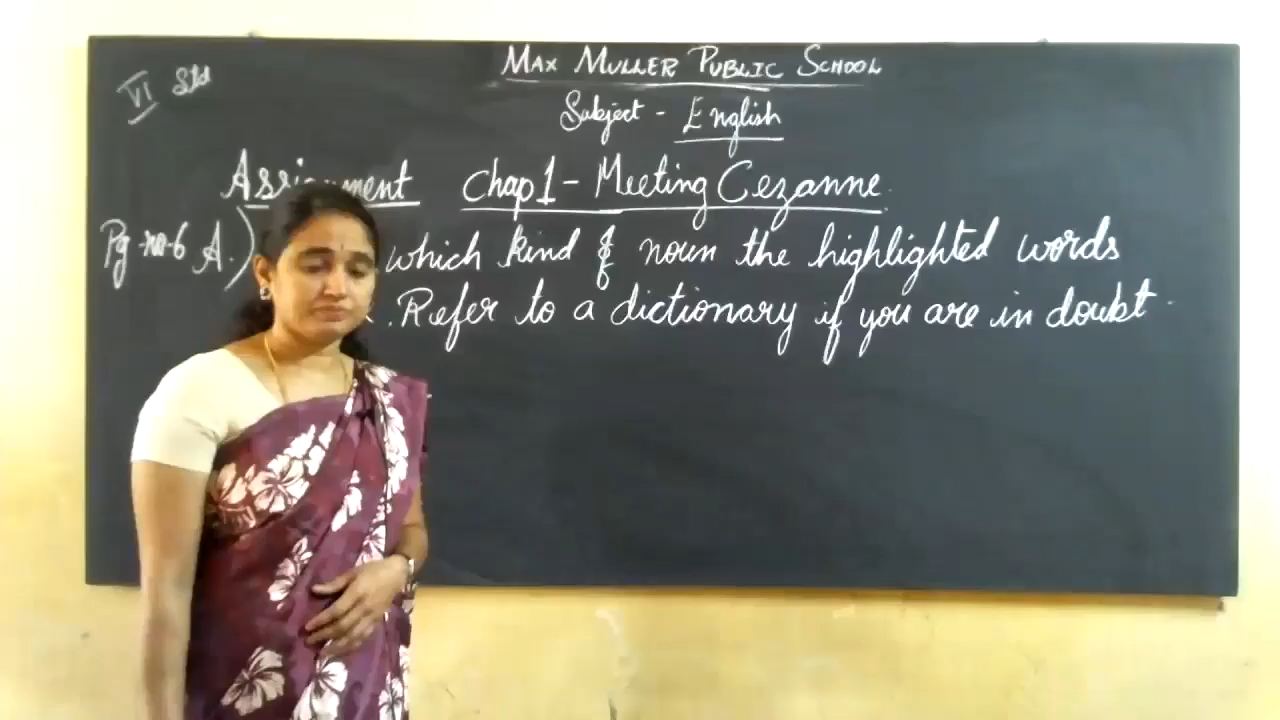 VI Std
MAX MULLER PUBLIC SCHOOL
Subject - English
Assignment Chap 1 - Meeting Cezanne.
Pg-no-6 A.) which kind of noun the highlighted words
. Refer to a dictionary if you are in doubt.